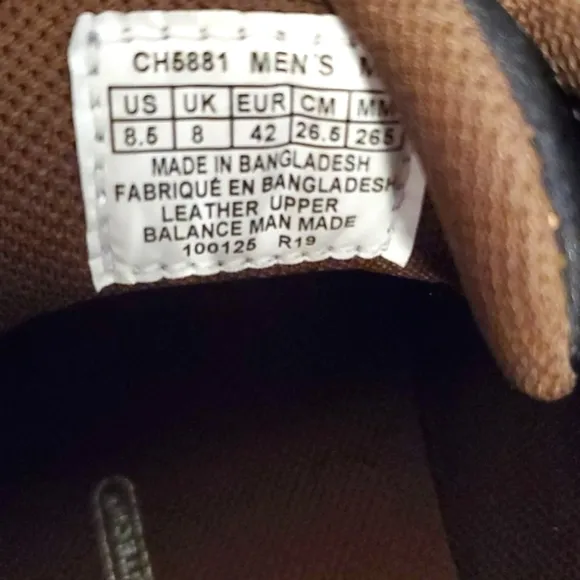 CH5881 MEN'S
US UK EUR CM MM
8.5 8 42 26.5 265
MADE IN BANGLADESH
FABRIQUÉ EN BANGLADESH
LEATHER UPPER
BALANCE MAN MADE
100125 R19